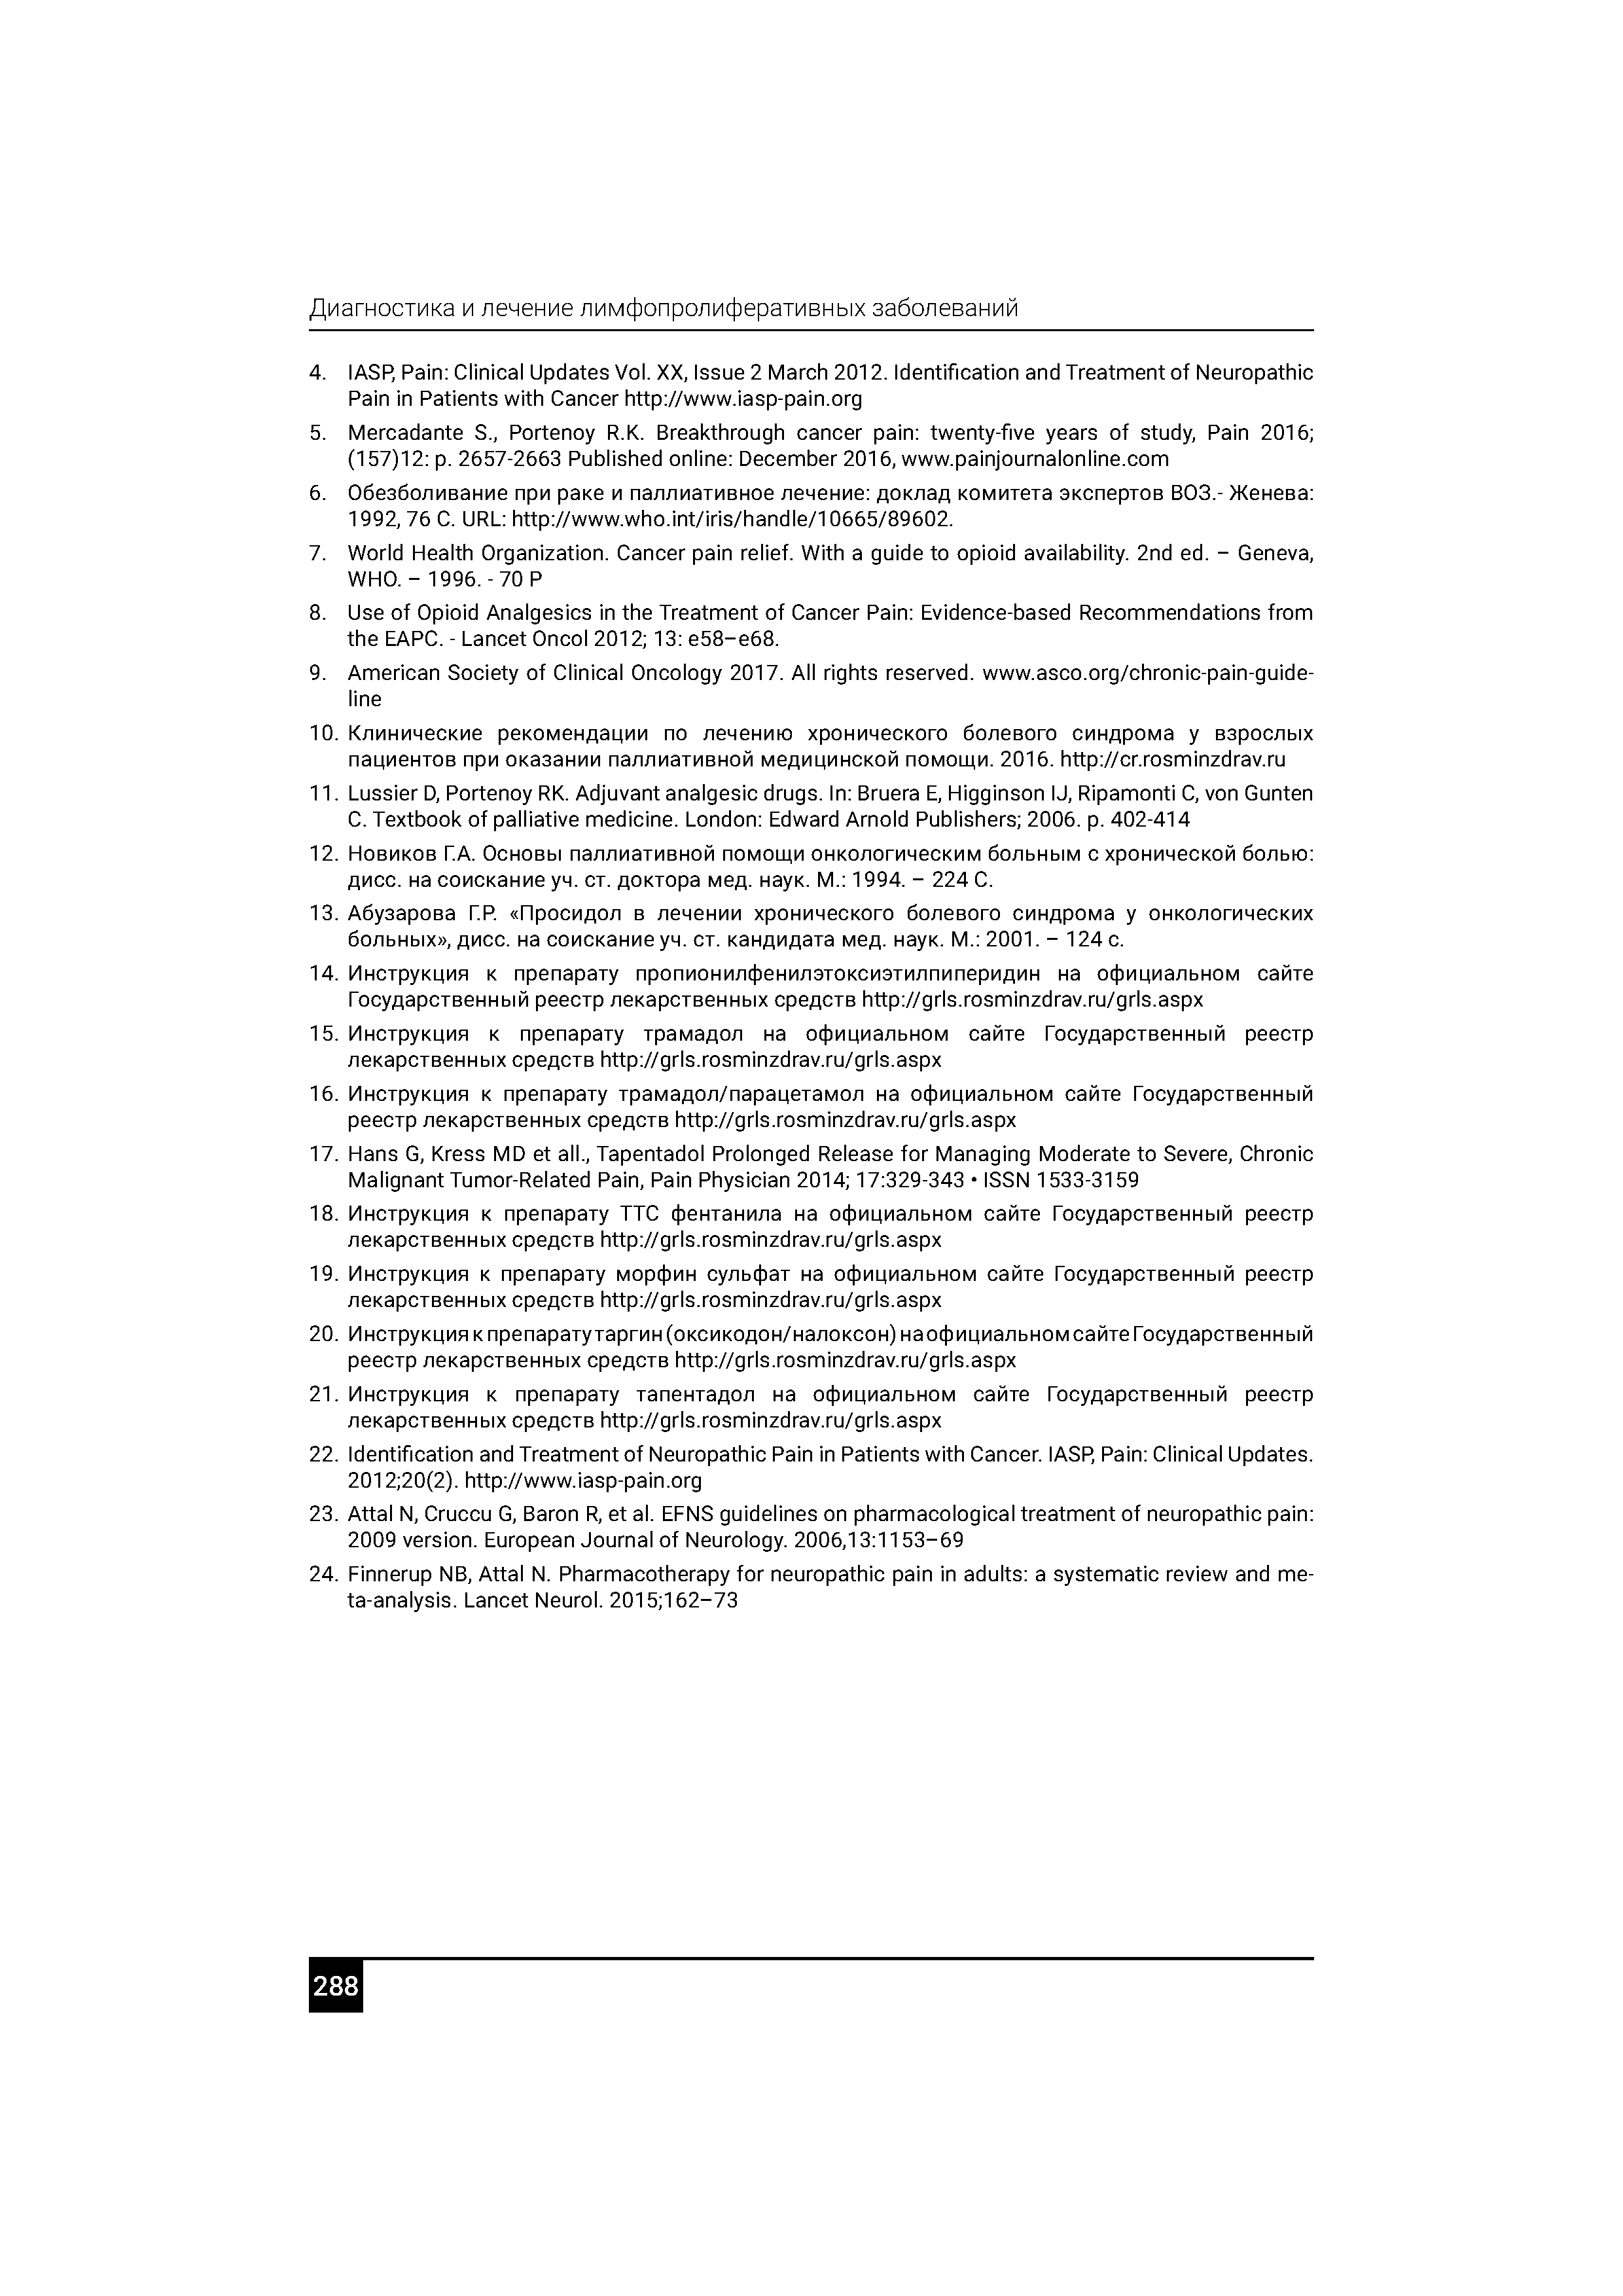 Диагностика и лечение лимфопролиферативных заболеваний
4. IASP, Pain: Clinical Updates Vol. XX, Issue 2 March 2012. Identification and Treatment of Neuropathic
Pain in Patients with Cancer http://www.iasp-pain.org
5. Mercadante S., Portenoy R.K. Breakthrough cancer pain: twenty-five years of study, Pain 2016;
(157)12: p. 2657-2663 Published online: December 2016, www.painjournalonline.com
6. Обезболивание при раке и паллиативное лечение: доклад комитета экспертов ВОЗ.- Женева:
1992, 76 С. URL: http://www.who.int/iris/handle/10665/89602.
7. World Health Organization. Cancer pain relief. With a guide to opioid availability. 2nd ed. – Geneva,
WHO. – 1996. - 70 P
8. Use of Opioid Analgesics in the Treatment of Cancer Pain: Evidence-based Recommendations from
the EAPC. - Lancet Oncol 2012; 13: e58–e68.
9. American Society of Clinical Oncology 2017. All rights reserved. www.asco.org/chronic-pain-guide-
line
10. Клинические рекомендации по лечению хронического болевого синдрома у взрослых
пациентов при оказании паллиативной медицинской помощи. 2016. http://cr.rosminzdrav.ru
11. Lussier D, Portenoy RK. Adjuvant analgesic drugs. In: Bruera E, Higginson IJ, Ripamonti C, von Gunten
C. Textbook of palliative medicine. London: Edward Arnold Publishers; 2006. p. 402-414
12. Новиков Г.А. Основы паллиативной помощи онкологическим больным с хронической болью:
дисс. на соискание уч. ст. доктора мед. наук. М.: 1994. – 224 С.
13. Абузарова Г.Р. «Просидол в лечении хронического болевого синдрома у онкологических
больных», дисс. на соискание уч. ст. кандидата мед. наук. М.: 2001. – 124 с.
14. Инструкция к препарату пропионилфенилэтоксиэтилпиперидин на официальном сайте
Государственный реестр лекарственных средств http://grls.rosminzdrav.ru/grls.aspx
15. Инструкция к препарату трамадол на официальном сайте Государственный реестр
лекарственных средств http://grls.rosminzdrav.ru/grls.aspx
16. Инструкция к препарату трамадол/парацетамол на официальном сайте Государственный
реестр лекарственных средств http://grls.rosminzdrav.ru/grls.aspx
17. Hans G, Kress MD et all., Tapentadol Prolonged Release for Managing Moderate to Severe, Chronic
Malignant Tumor-Related Pain, Pain Physician 2014; 17:329-343 • ISSN 1533-3159
18. Инструкция к препарату ТТС фентанила на официальном сайте Государственный реестр
лекарственных средств http://grls.rosminzdrav.ru/grls.aspx
19. Инструкция к препарату морфин сульфат на официальном сайте Государственный реестр
лекарственных средств http://grls.rosminzdrav.ru/grls.aspx
20. Инструкция к препарату таргин (оксикодон/налоксон) на официальном сайте Государственный
реестр лекарственных средств http://grls.rosminzdrav.ru/grls.aspx
21. Инструкция к препарату тапентадол на официальном сайте Государственный реестр
лекарственных средств http://grls.rosminzdrav.ru/grls.aspx
22. Identification and Treatment of Neuropathic Pain in Patients with Cancer. IASP, Pain: Clinical Updates.
2012;20(2). http://www.iasp-pain.org
23. Attal N, Cruccu G, Baron R, et al. EFNS guidelines on pharmacological treatment of neuropathic pain:
2009 version. European Journal of Neurology. 2006,13:1153–69
24. Finnerup NB, Attal N. Pharmacotherapy for neuropathic pain in adults: a systematic review and me-
ta-analysis. Lancet Neurol. 2015;162–73
288